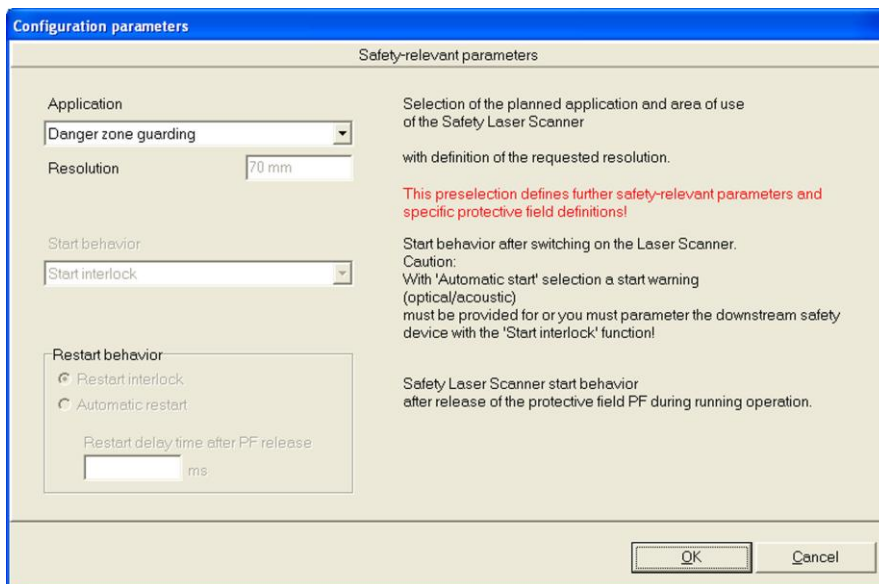 Configuration parameters
Safety-relevant parameters
Application
Danger zone guarding
Resolution
70 mm
Start behavior
Start interlock
Restart behavior
Restart interlock
Automatic restart
Restart delay time after PF release
ms
Selection of the planned application and area of use
of the Safety Laser Scanner
with definition of the requested resolution.
This preselection defines further safety-relevant parameters and
specific protective field definitions!
Start behavior after switching on the Laser Scanner.
Caution:
With 'Automatic start' selection a start warning
(optical/acoustic)
must be provided for or you must parameter the downstream safety
device with the 'Start interlock' function!
Safety Laser Scanner start behavior
after release of the protective field PF during running operation.
OK
Cancel